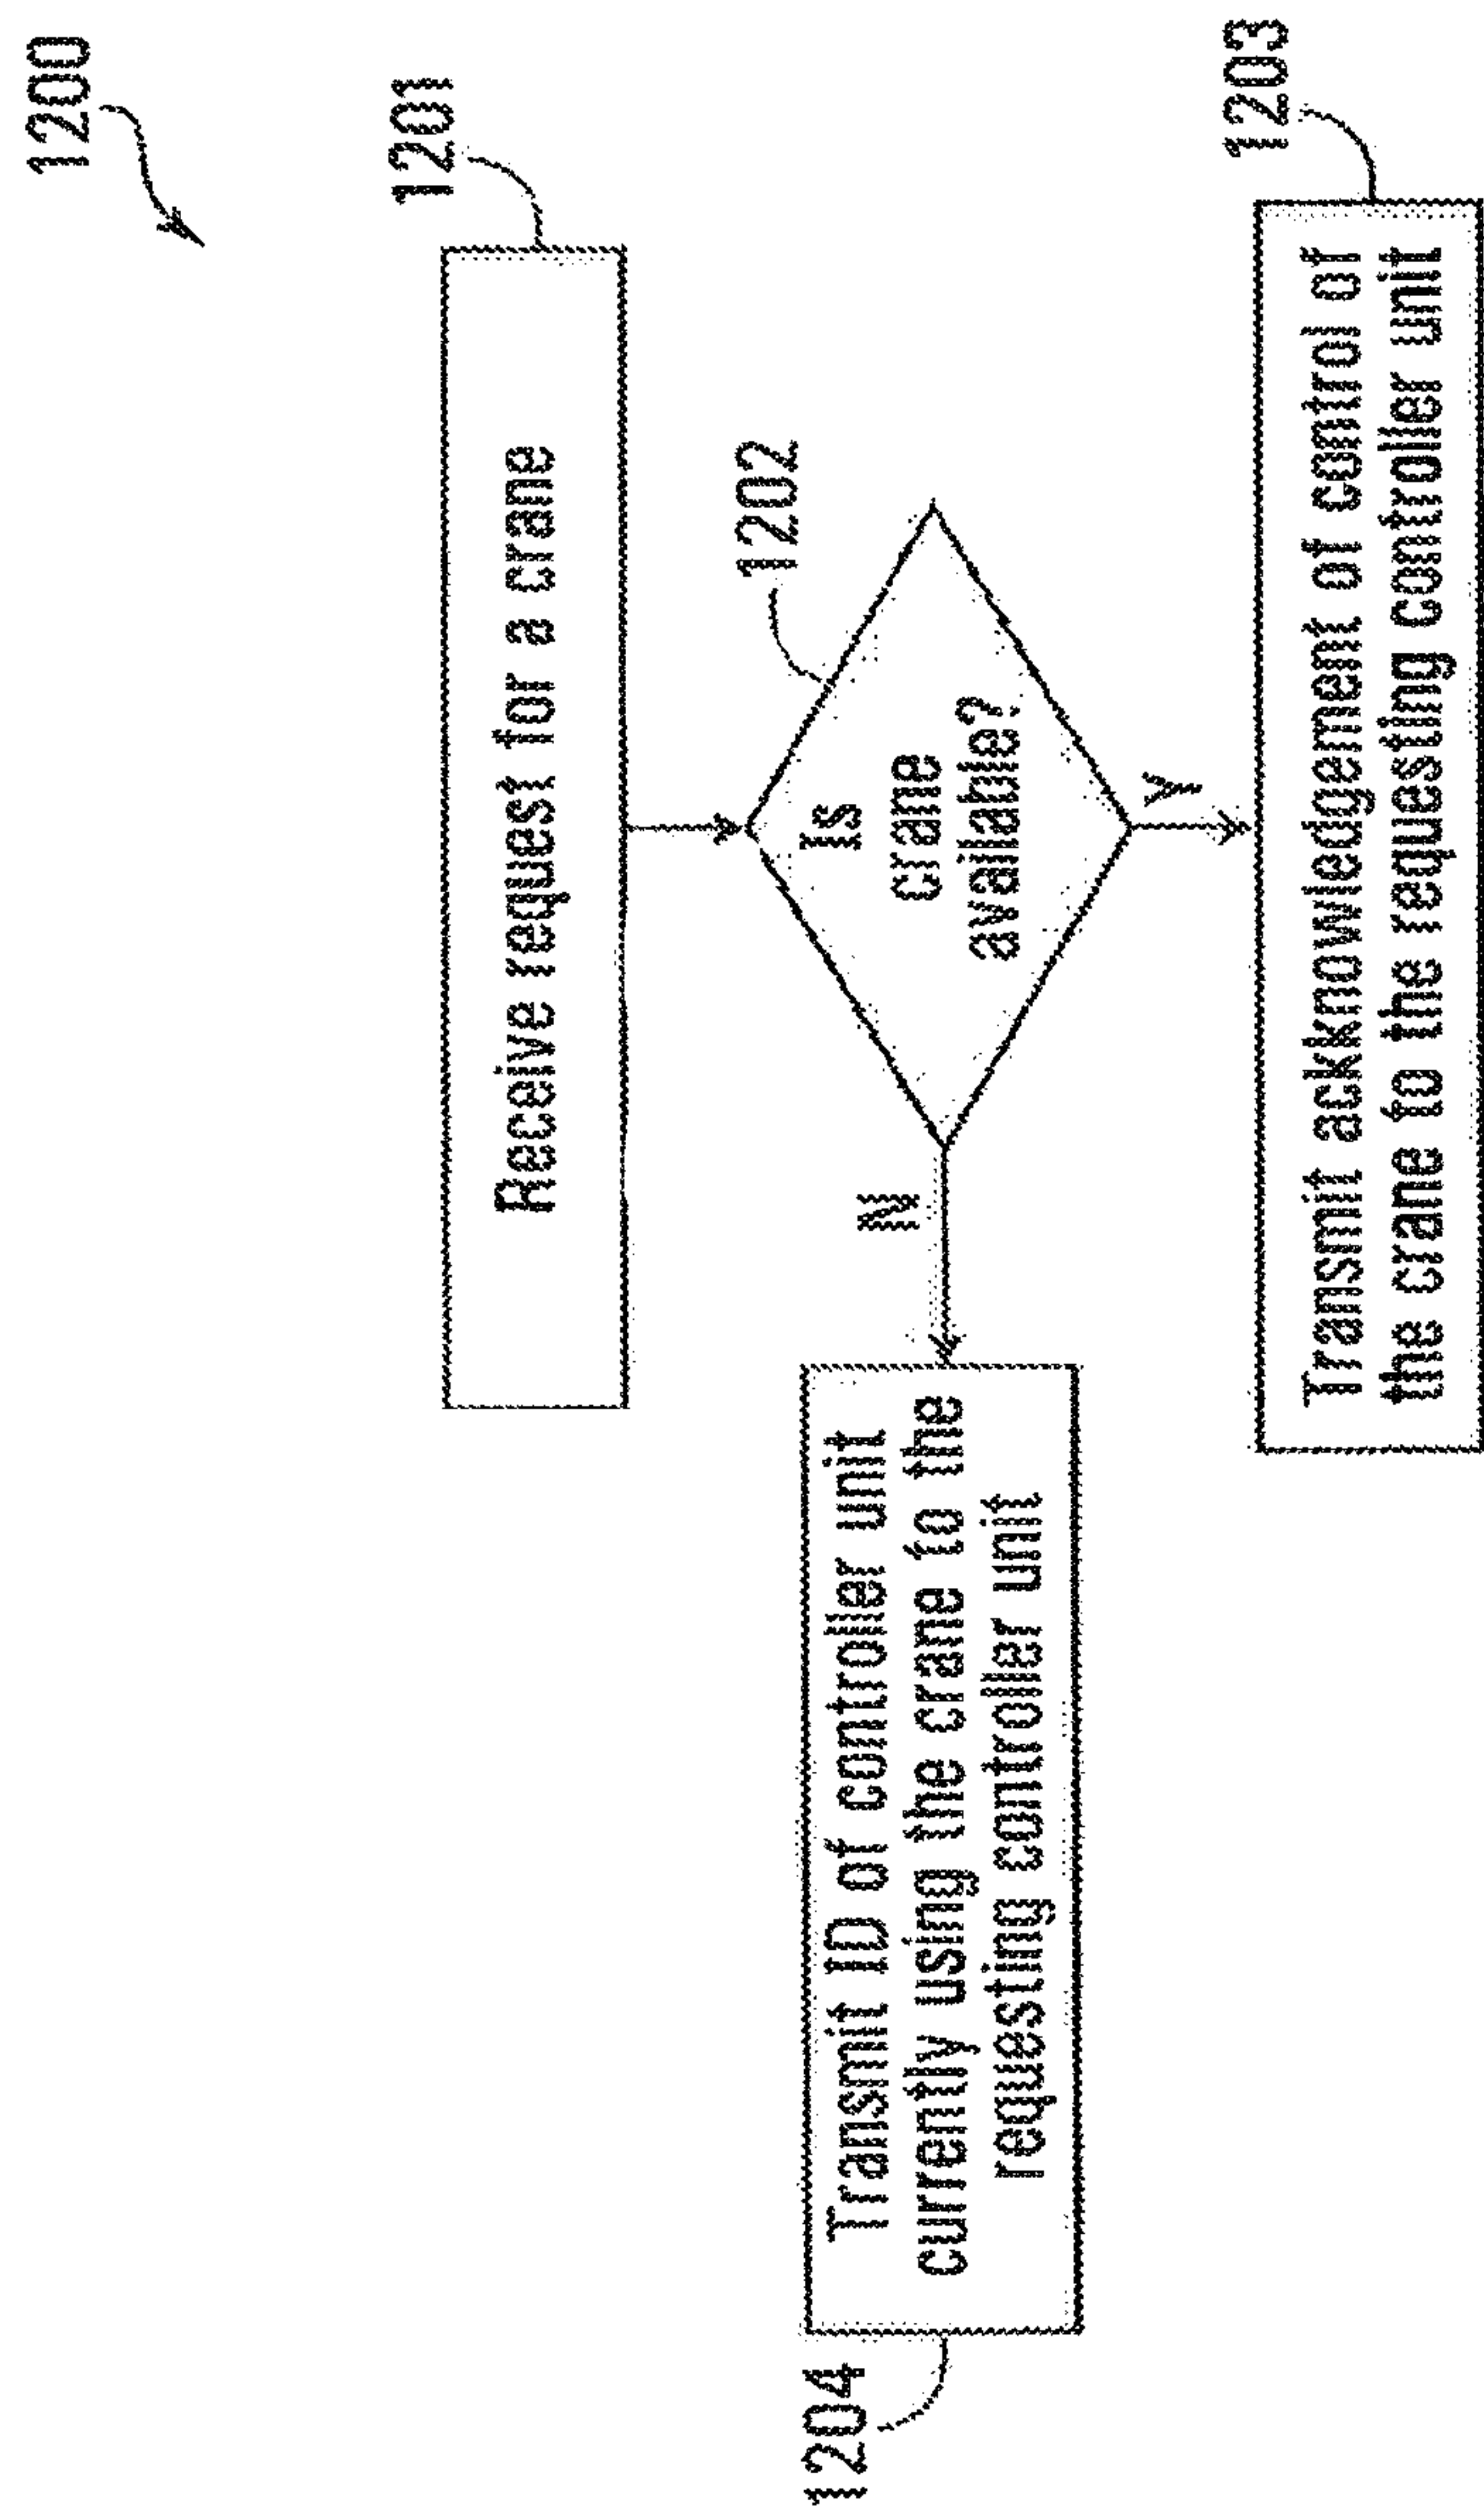 1200
1201
Receive request for a crane
1202
is
crane
available?
N
Y
Transmit ID of controller unit
currently using the crane to the
requesting controller unit
1204
1203
Transmit acknowledgement of control of
the crane to the requesting controller unit